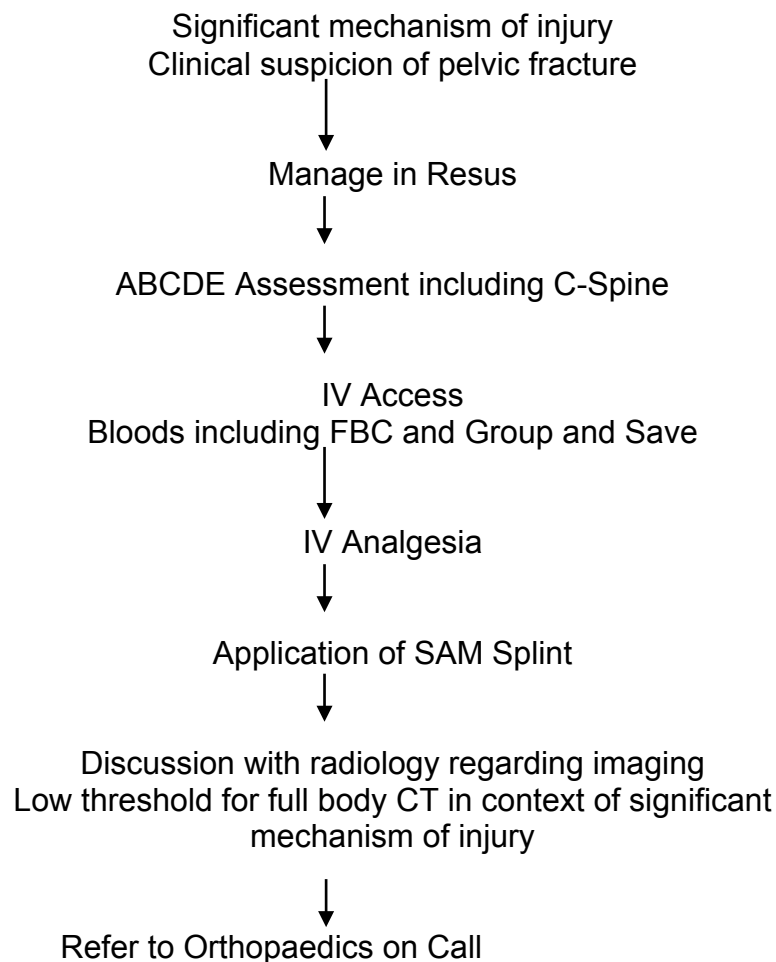 Significant mechanism of injury
Clinical suspicion of pelvic fracture
Manage in Resus
ABCDE Assessment including C-Spine
IV Access
Bloods including FBC and Group and Save
IV Analgesia
Application of SAM Splint
Discussion with radiology regarding imaging
Low threshold for full body CT in context of significant
mechanism of injury
Refer to Orthopaedics on Call